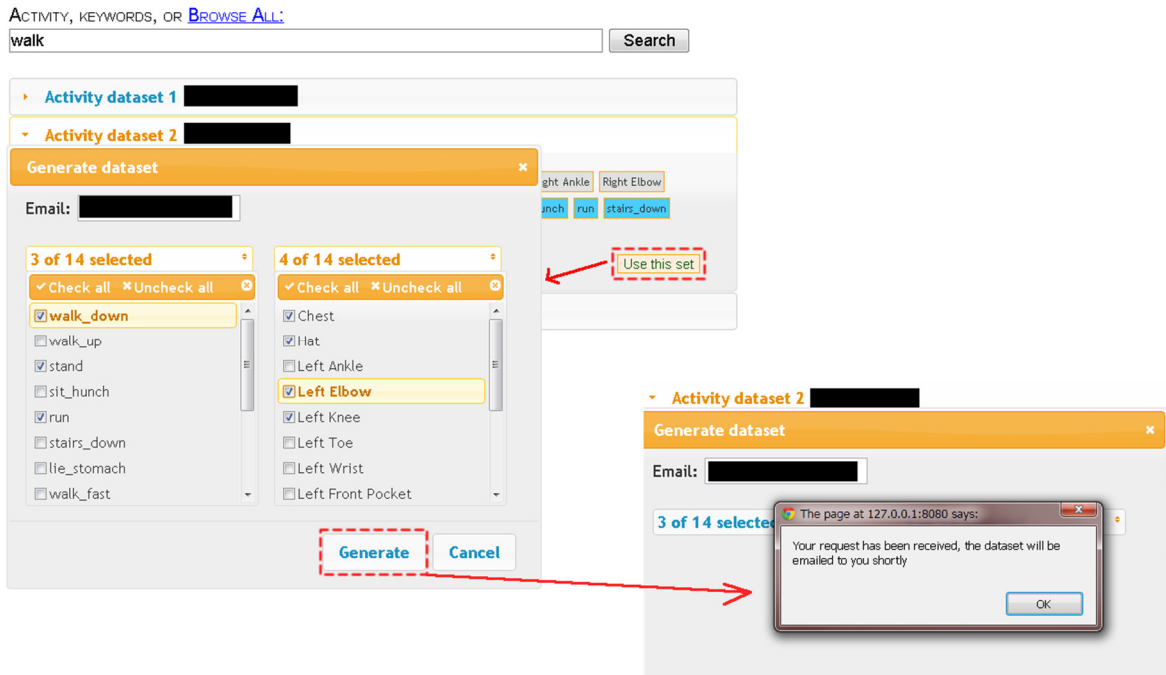 Activity, keywords, or Browse All:
walk
Search
Activity dataset 1
Activity dataset 2
Generate dataset
Email:
ght Ankle Right Elbow
unch run stairs_down
Use this set
3 of 14 selected
Check all Uncheck all
walk_down
walk_up
stand
sit_hunch
run
stairs_down
lie_stomach
walk_fast
4 of 14 selected
Check all Uncheck all
Chest
Hat
Left Ankle
Left Elbow
Left Knee
Left Toe
Left Wrist
Left Front Pocket
Generate Cancel
Activity dataset 2
Generate dataset
Email:
3 of 14 selected
The page at 127.0.0.1:8080 says:
Your request has been received, the dataset will be
emailed to you shortly
OK